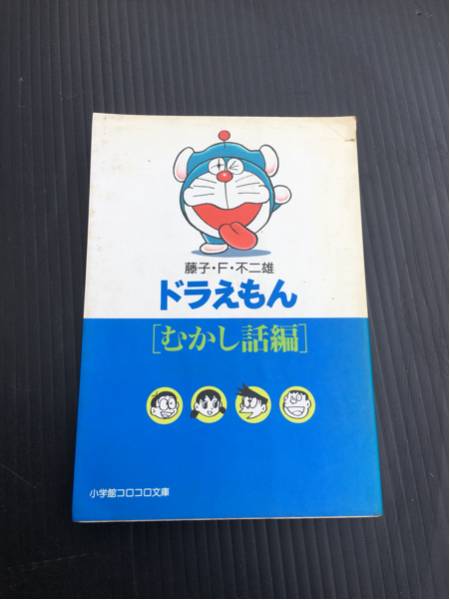 藤子・F・不二雄
ドラえもん
[むかし話編]
小学館コロコロ文庫